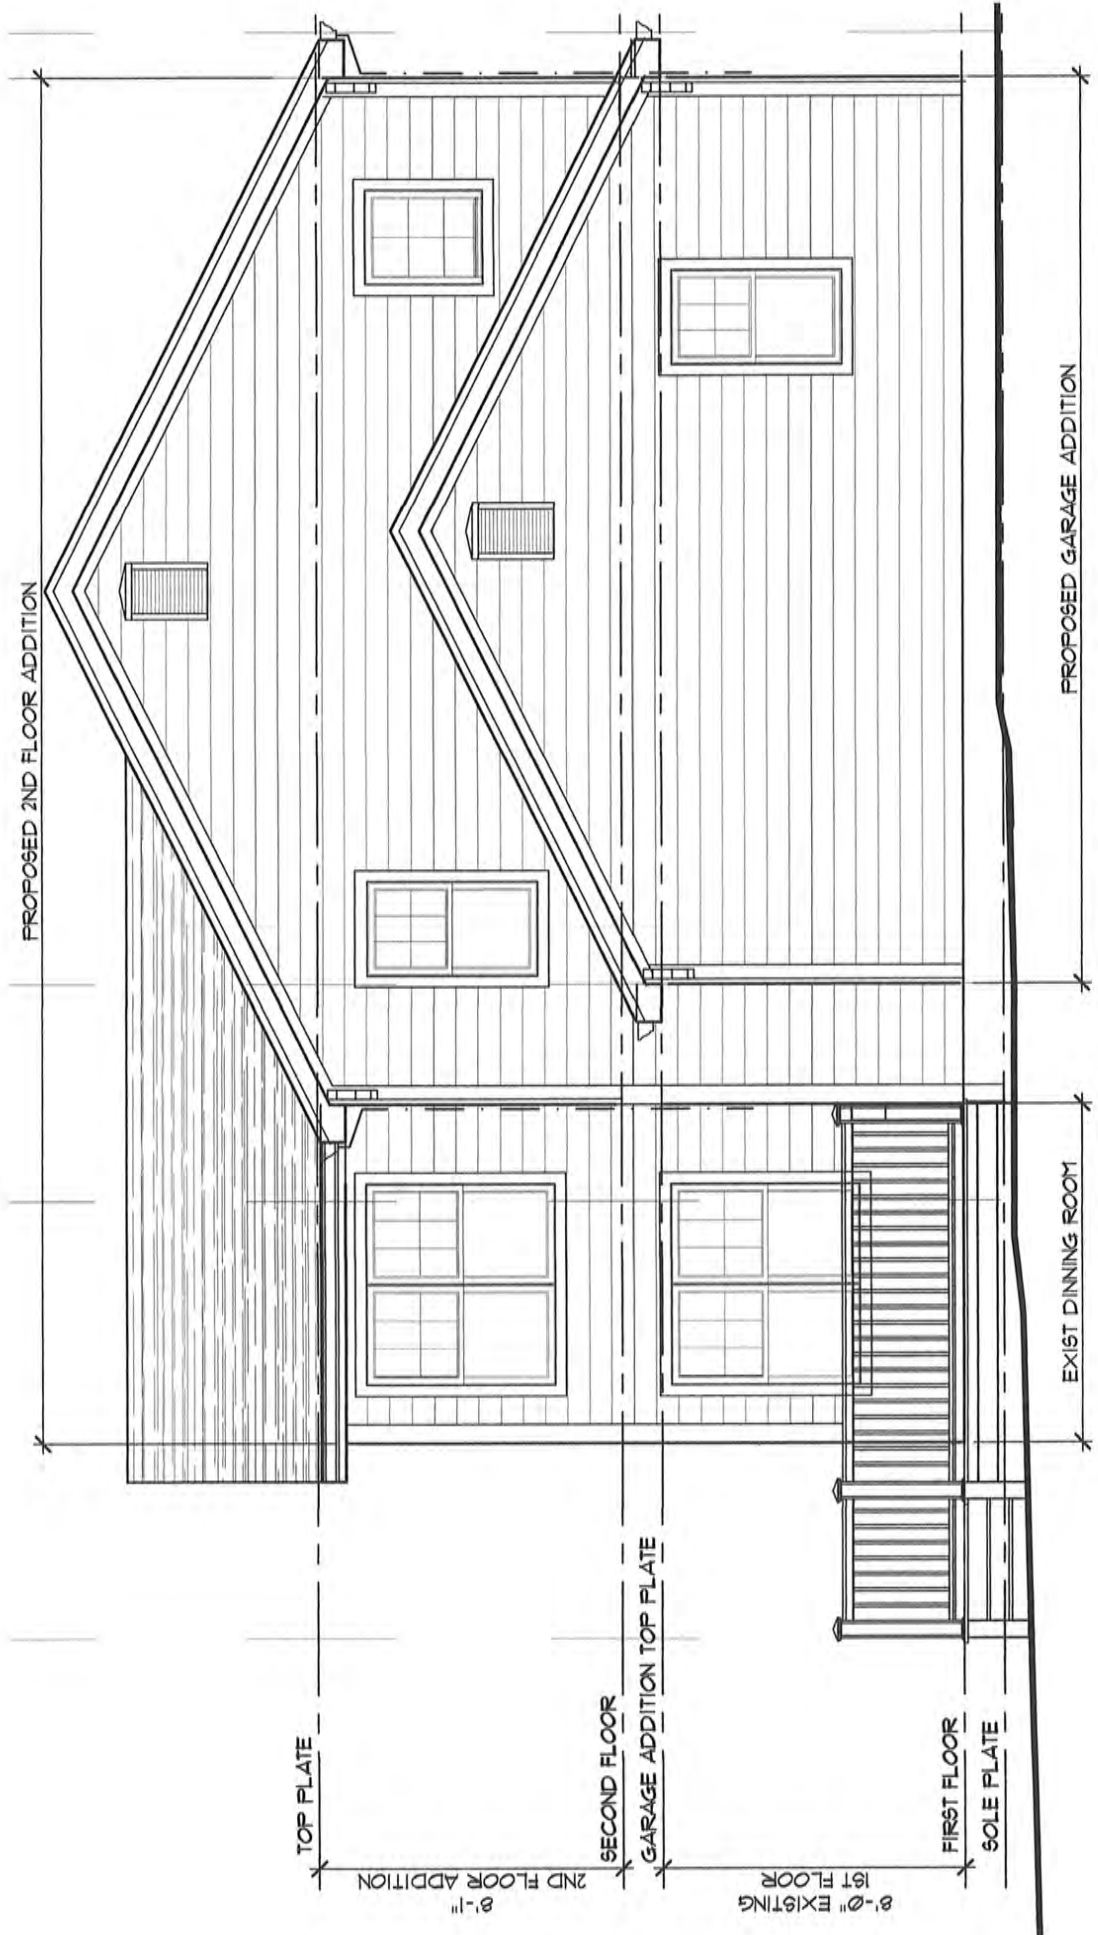 PROPOSED 2ND FLOOR ADDITION
TOP PLATE
8'-1"
2ND FLOOR ADDITION
SECOND FLOOR
GARAGE ADDITION TOP PLATE
8'-0" EXISTING
1ST FLOOR
FIRST FLOOR
SOLE PLATE
EXIST DINNING ROOM
PROPOSED GARAGE ADDITION